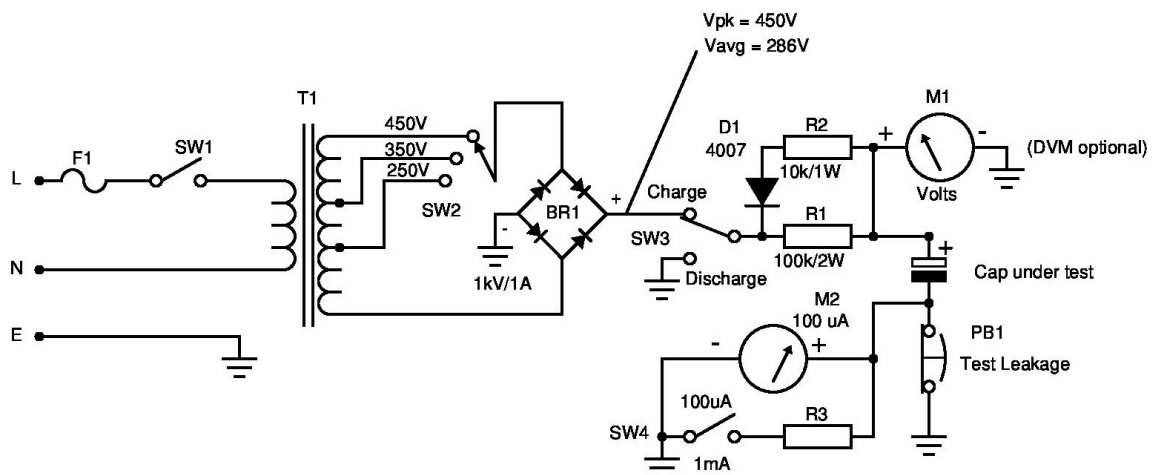 Vpk = 450V
Vavg = 286V
T1
450V
350V
250V
SW2
F1
SW1
L
N
E
BR1
+
-
1kV/1A
Charge
SW3
Discharge
D1
4007
R2
10k/1W
R1
100k/2W
M1
+
-
Volts
(DVM optional)
+
Cap under test
M2
100 uA
-
+
PB1
Test Leakage
100uA
R3
SW4
1mA